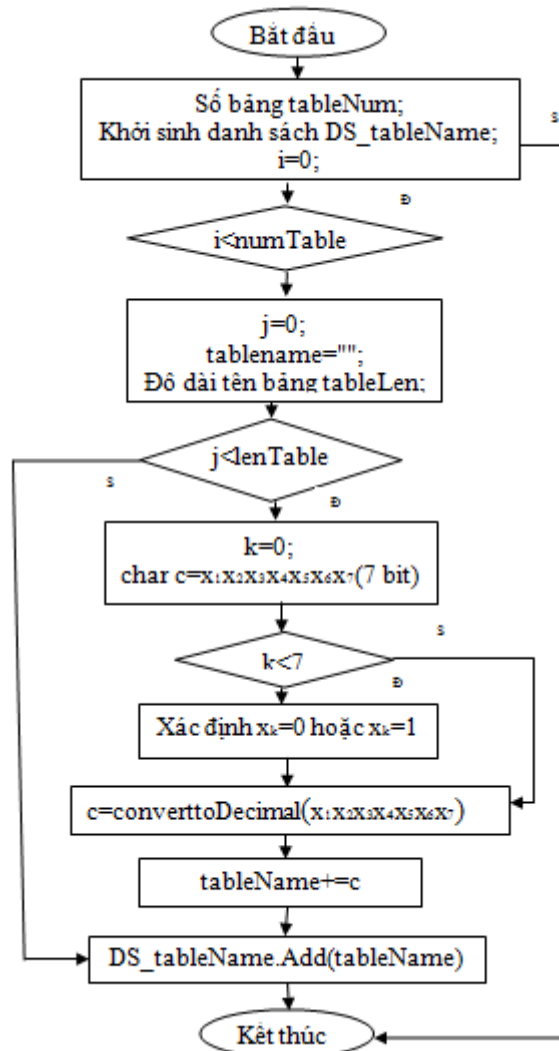 Bắt đầu
Số bảng tableNum;
Khởi sinh danh sách DS_tableName;
i=0;
S
Đ
i<numTable
j=0;
tablename="";
Đô dài tên bảng tableLen;
j<lenTable
S
Đ
k=0;
char c=x₁x₂x₃x₄x₅x₆x₇(7 bit)
S
k<7
Đ
Xác định xₖ=0 hoặc xₖ=1
c=converttoDecimal(x₁x₂x₃x₄x₅x₆x₇)
tableName+=c
DS_tableName.Add(tableName)
Kết thúc